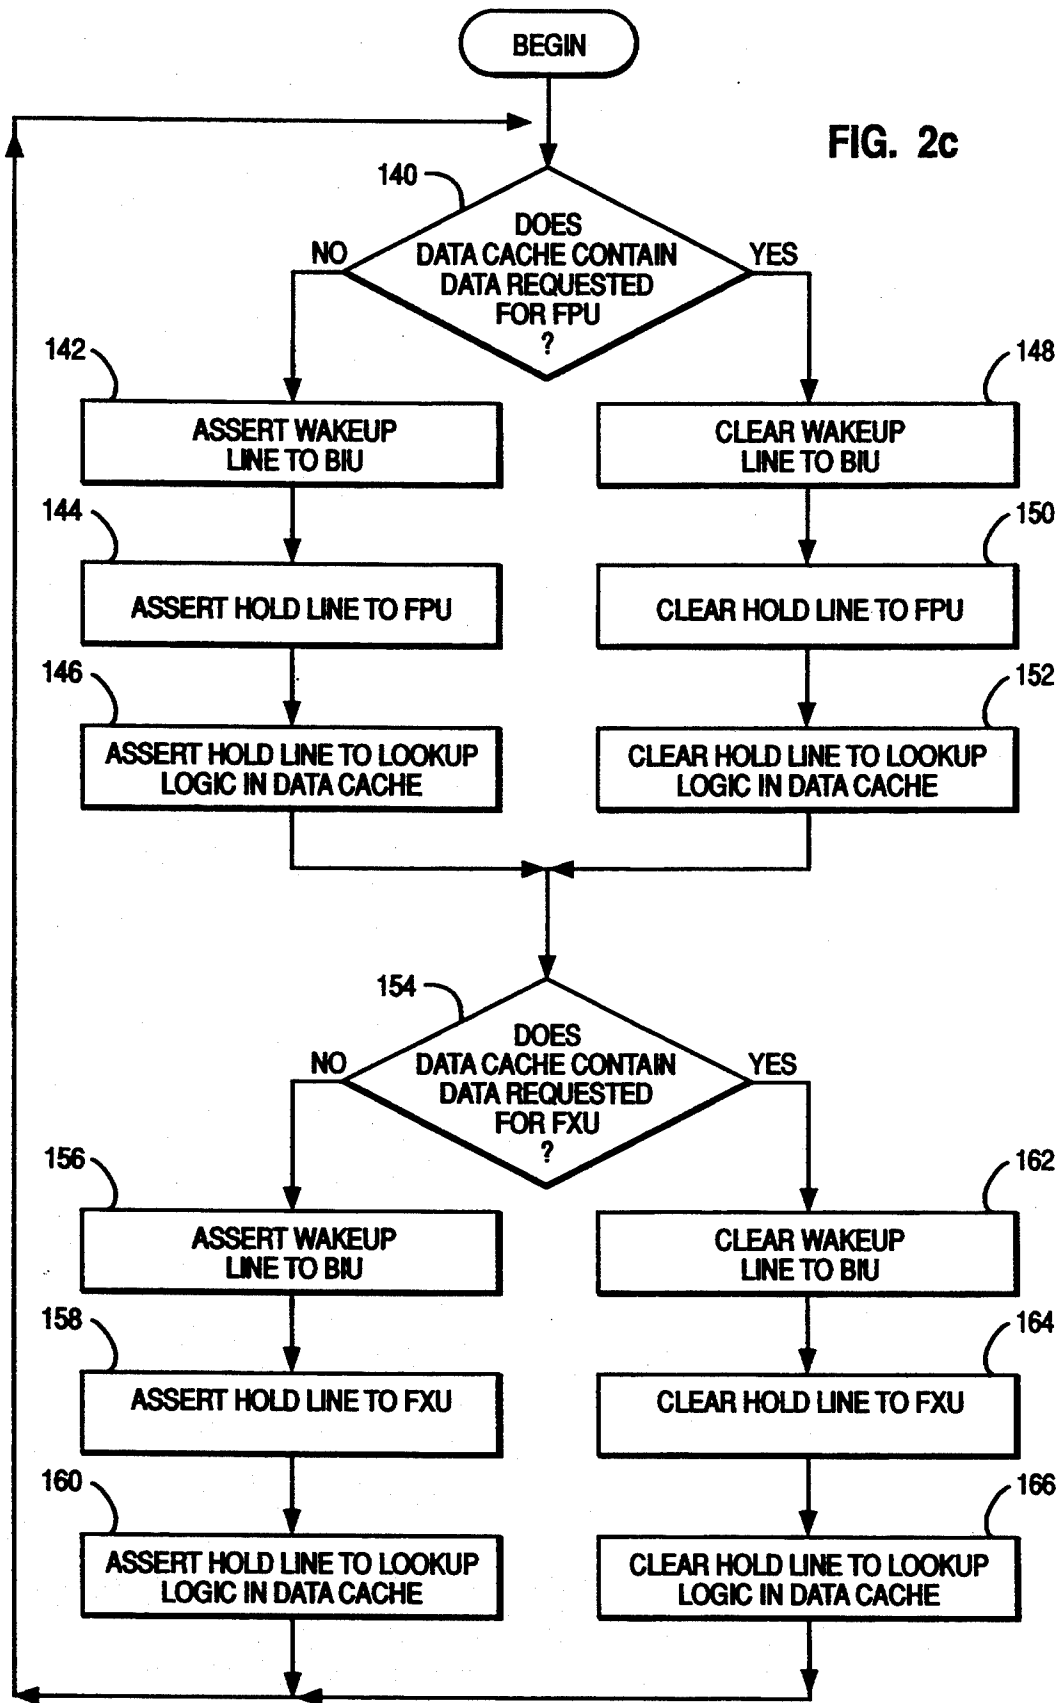 BEGIN
FIG. 2c
140
DOES
DATA CACHE CONTAIN
DATA REQUESTED
FOR FPU
?
NO
YES
142
ASSERT WAKEUP
LINE TO BIU
148
CLEAR WAKEUP
LINE TO BIU
144
ASSERT HOLD LINE TO FPU
150
CLEAR HOLD LINE TO FPU
146
ASSERT HOLD LINE TO LOOKUP
LOGIC IN DATA CACHE
152
CLEAR HOLD LINE TO LOOKUP
LOGIC IN DATA CACHE
154
DOES
DATA CACHE CONTAIN
DATA REQUESTED
FOR FXU
?
NO
YES
156
ASSERT WAKEUP
LINE TO BIU
162
CLEAR WAKEUP
LINE TO BIU
158
ASSERT HOLD LINE TO FXU
164
CLEAR HOLD LINE TO FXU
160
ASSERT HOLD LINE TO LOOKUP
LOGIC IN DATA CACHE
166
CLEAR HOLD LINE TO LOOKUP
LOGIC IN DATA CACHE